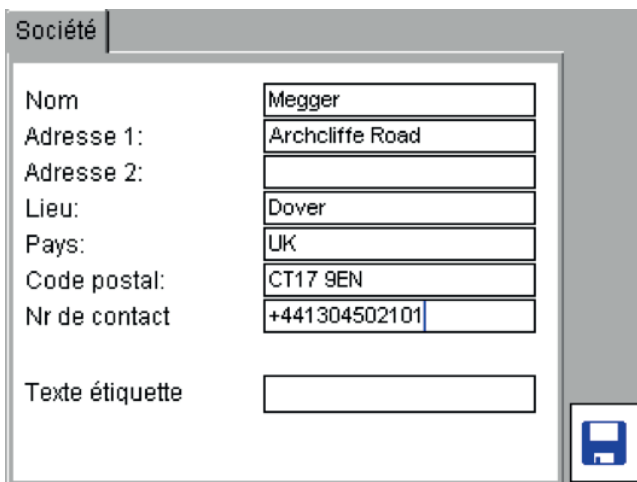 Société
Nom Megger
Adresse 1: Archcliffe Road
Adresse 2:
Lieu: Dover
Pays: UK
Code postal: CT17 9EN
Nr de contact +441304502101
Texte étiquette